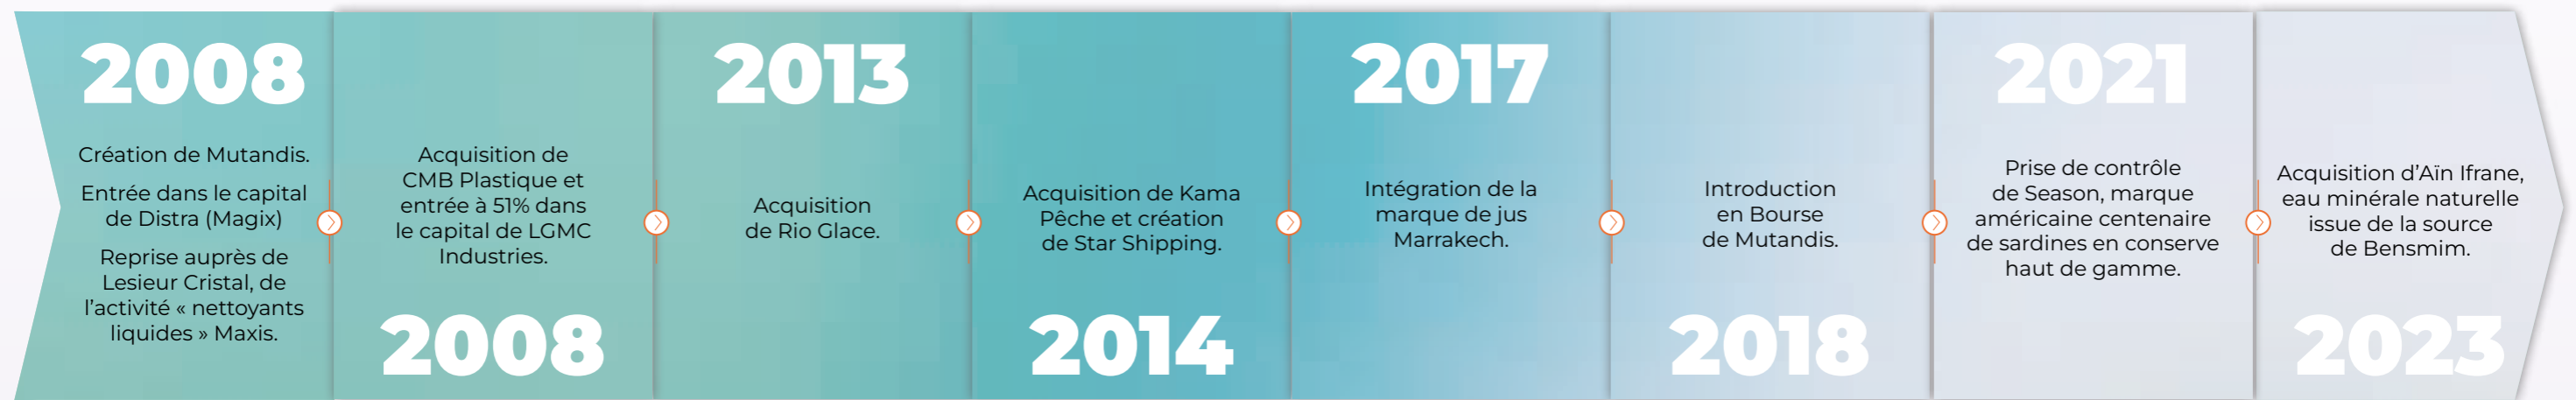 2008
Création de Mutandis.
Entrée dans le capital
de Distra (Magix)
Reprise auprès de
Lesieur Cristal, de
l’activité « nettoyants
liquides » Maxis.
Acquisition de
CMB Plastique et
entrée à 51% dans
le capital de LGMC
Industries.
2008
2013
Acquisition
de Rio Glace.
Acquisition de Kama
Pêche et création
de Star Shipping.
2014
2017
Intégration de la
marque de jus
Marrakech.
Introduction
en Bourse
de Mutandis.
2018
2021
Prise de contrôle
de Season, marque
américaine centenaire
de sardines en conserve
haut de gamme.
Acquisition d’Aïn Ifrane,
eau minérale naturelle
issue de la source
de Bensmim.
2023